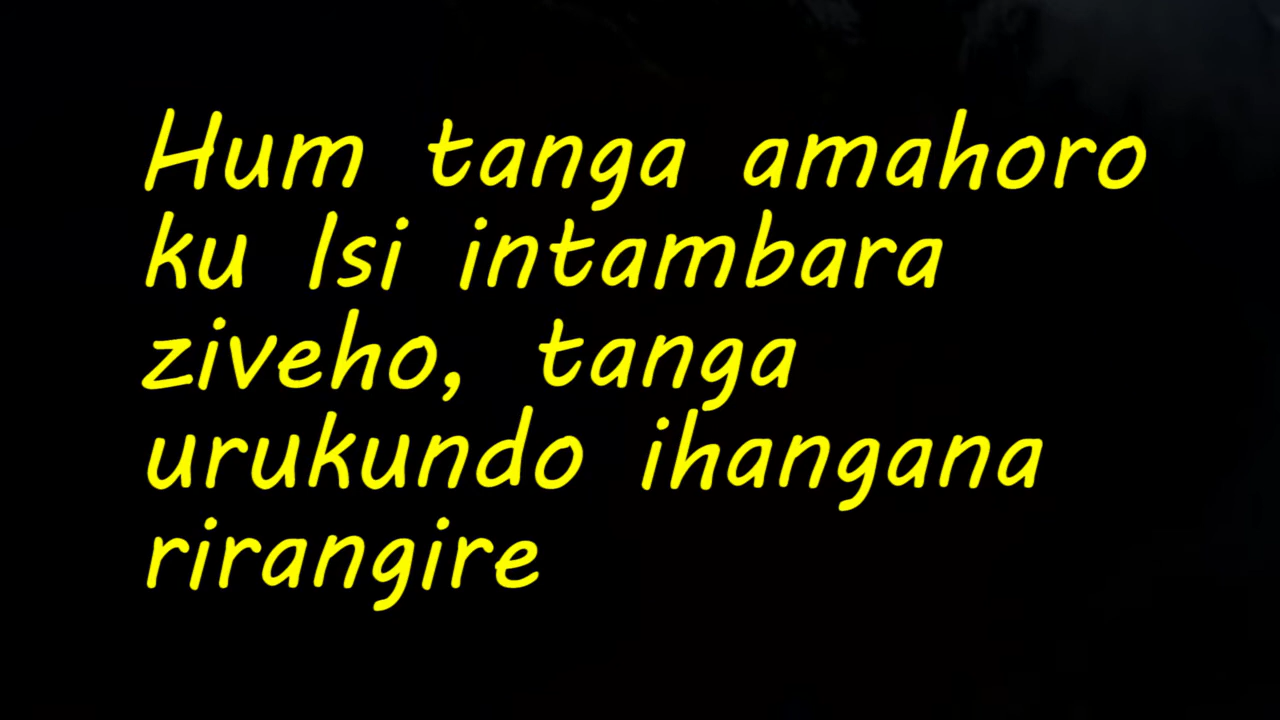 Hum tanga amahoro
ku Isi intambara
ziveho, tanga
urukundo ihangana
rirangire